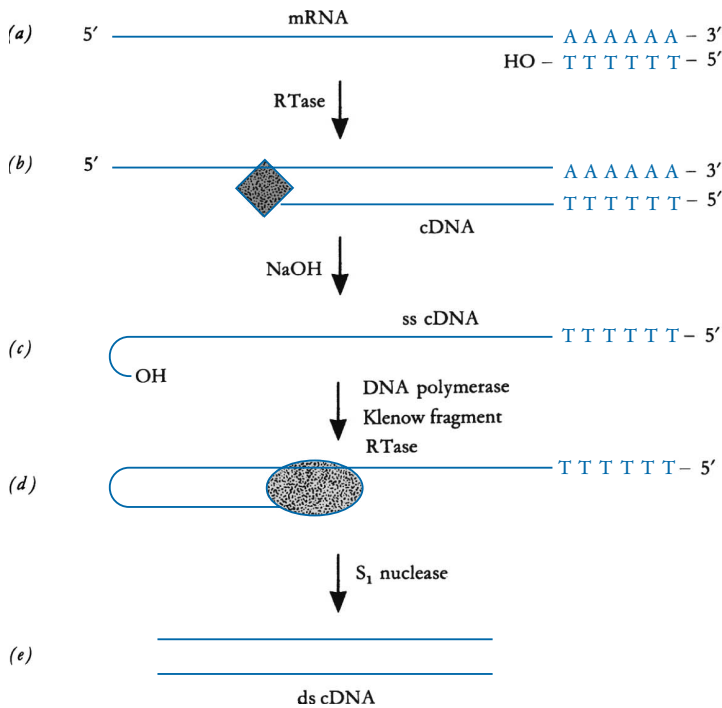 mRNA
(a) 5′ A A A A A A – 3′
HO – T T T T T T – 5′
RTase
(b) 5′ A A A A A A – 3′
T T T T T T – 5′
cDNA
NaOH
ss cDNA
(c) T T T T T T – 5′
OH
DNA polymerase
Klenow fragment
RTase
(d) T T T T T T – 5′
S₁ nuclease
(e)
ds cDNA